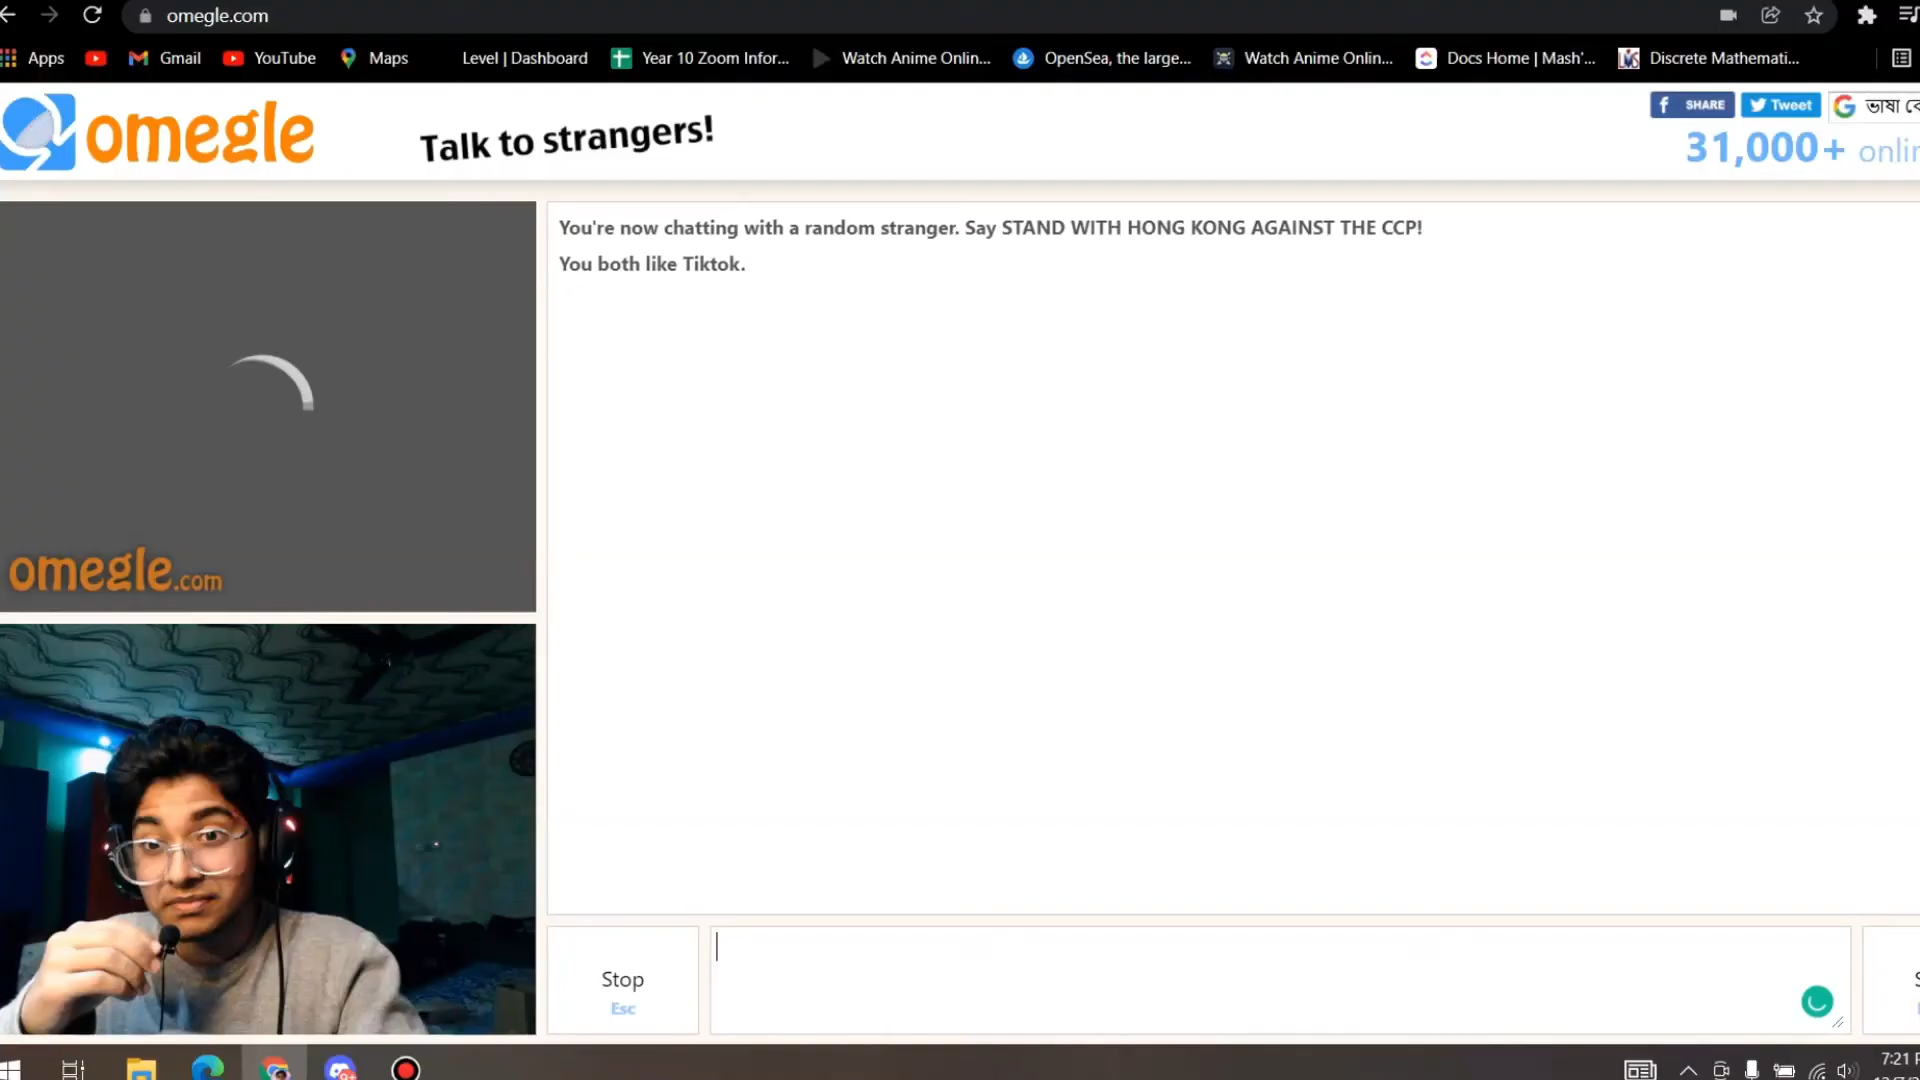 omegle.com
Apps
Gmail
YouTube
Maps
Level | Dashboard
Year 10 Zoom Infor...
Watch Anime Onlin...
OpenSea, the large...
Watch Anime Onlin...
Docs Home | Mash'...
Discrete Mathemati...
omegle
Talk to strangers!
SHARE
Tweet
ভাষা
31,000+
You're now chatting with a random stranger. Say STAND WITH HONG KONG AGAINST THE CCP!
You both like Tiktok.
omegle.com
Stop
Esc
7:21